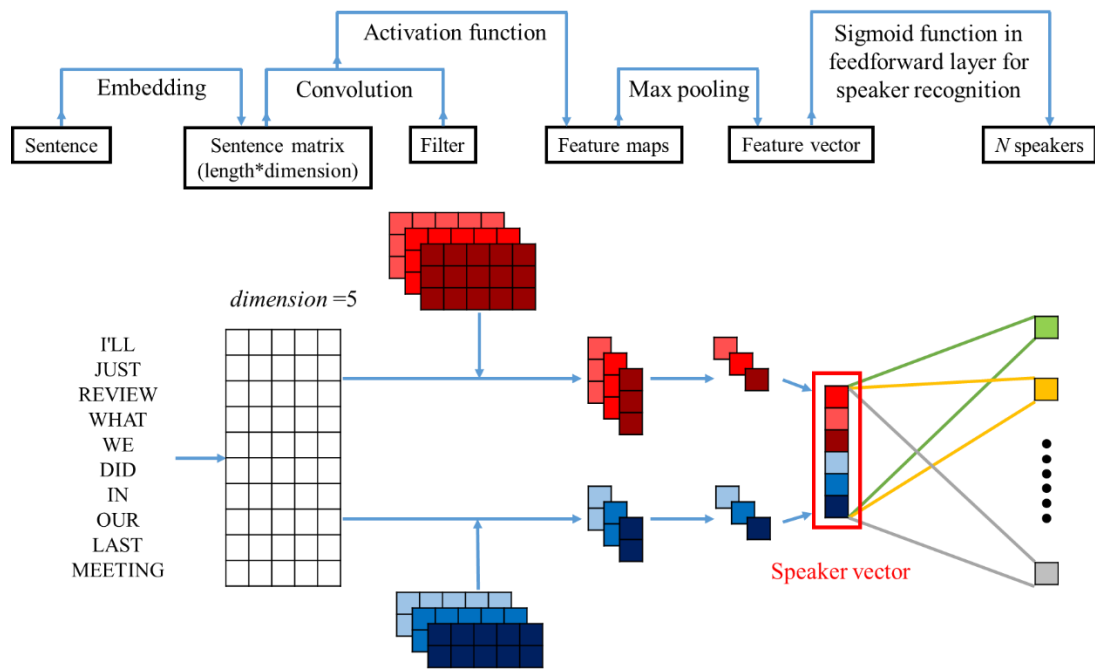 Activation function
Sigmoid function in
feedforward layer for
speaker recognition
Embedding
Convolution
Max pooling
Sentence
Sentence matrix
(length*dimension)
Filter
Feature maps
Feature vector
N speakers
dimension =5
I'LL
JUST
REVIEW
WHAT
WE
DID
IN
OUR
LAST
MEETING
Speaker vector